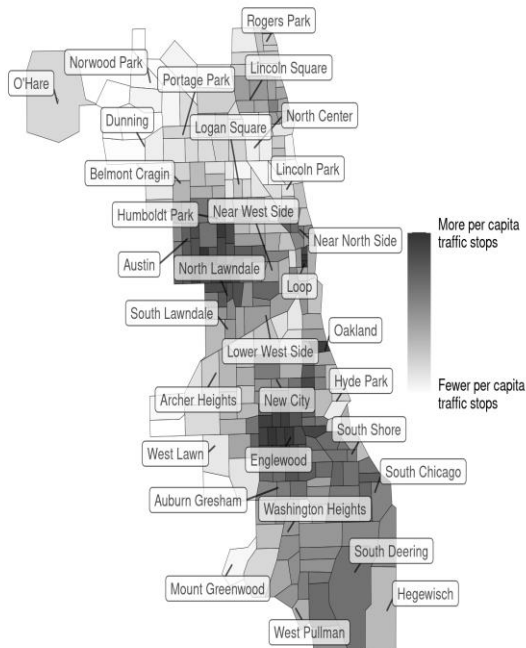 Rogers Park
Norwood Park
Lincoln Square
Portage Park
O'Hare
Dunning
North Center
Logan Square
Belmont Cragin
Lincoln Park
Humboldt Park
Near West Side
Near North Side
More per capita
traffic stops
Austin
North Lawndale
Loop
South Lawndale
Oakland
Lower West Side
Hyde Park
Fewer per capita
traffic stops
Archer Heights
New City
South Shore
West Lawn
Englewood
South Chicago
Auburn Gresham
Washington Heights
South Deering
Mount Greenwood
Hegewisch
West Pullman